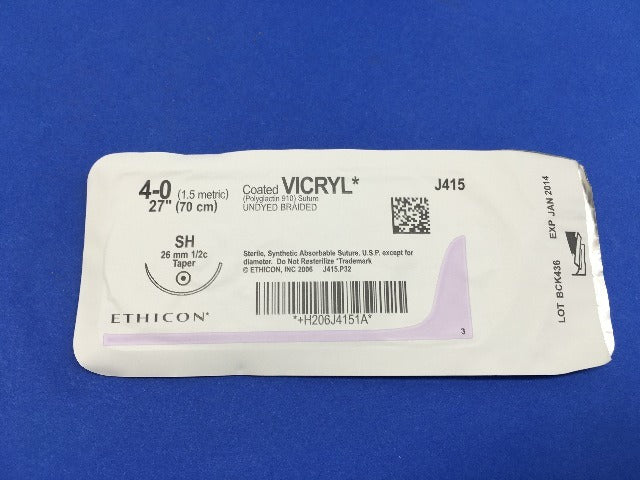 4-0 (1.5 metric)
27" (70 cm)
Coated VICRYL*
(Polyglactin 910) Suture
UNDYED BRAIDED
J415
SH
26 mm 1/2c
Taper
Sterile, Synthetic Absorbable Suture, U.S.P. except for
diameter. Do Not Resterilize *Trademark
© ETHICON, INC 2006 J415.P32
*+H206J4151A*
ETHICON*
3
LOT BCK436 EXP JAN 2014